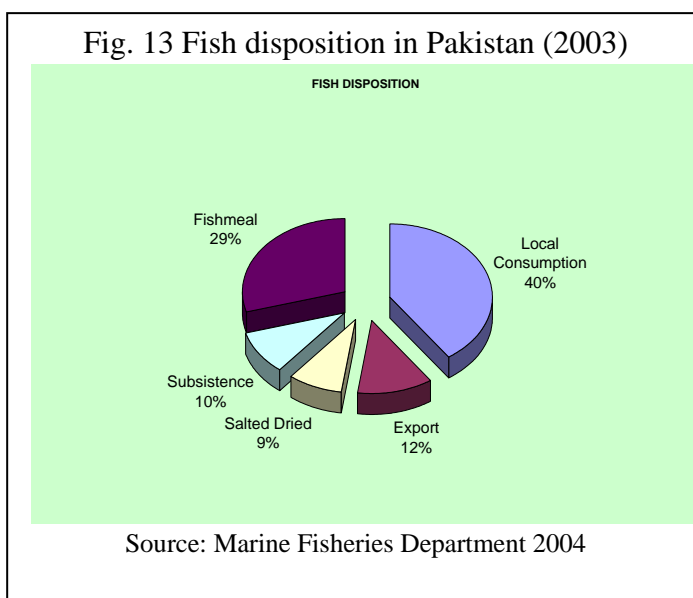 Fig. 13 Fish disposition in Pakistan (2003)
FISH DISPOSITION
Fishmeal
29%
Local
Consumption
40%
Subsistence
10%
Salted Dried
9%
Export
12%
Source: Marine Fisheries Department 2004